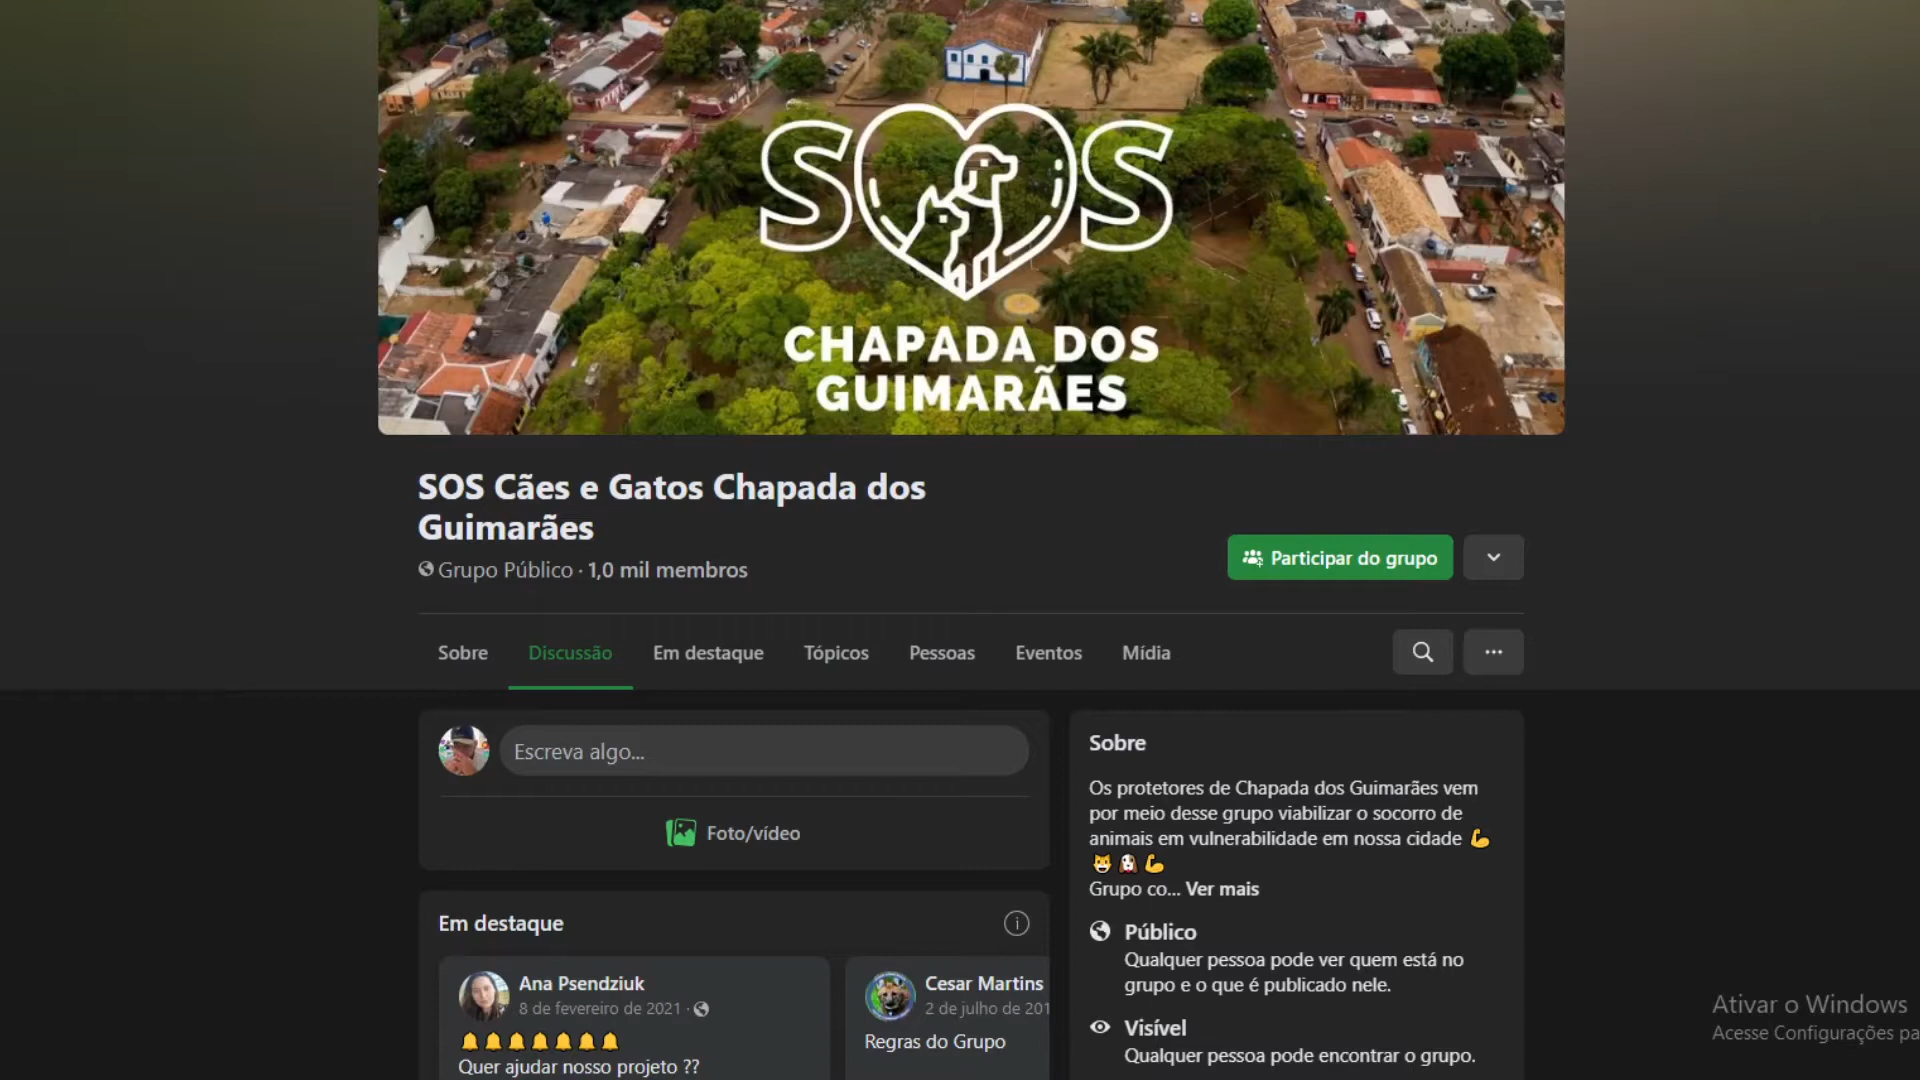 SOS
CHAPADA DOS
GUIMARÃES
SOS Cães e Gatos Chapada dos
Guimarães
Grupo Público · 1,0 mil membros
Participar do grupo
Sobre
Discussão
Em destaque
Tópicos
Pessoas
Eventos
Mídia
Escreva algo...
Foto/vídeo
Em destaque
Ana Psendziuk
8 de fevereiro de 2021 ·
🔔🔔🔔🔔🔔🔔🔔
Quer ajudar nosso projeto ??
Cesar Martins
2 de julho de 201
Regras do Grupo
Sobre
Os protetores de Chapada dos Guimarães vem
por meio desse grupo viabilizar o socorro de
animais em vulnerabilidade em nossa cidade 💪
😺🐶💪
Grupo co... Ver mais
Público
Qualquer pessoa pode ver quem está no
grupo e o que é publicado nele.
Visível
Qualquer pessoa pode encontrar o grupo.
Ativar o Windows
Acesse Configurações pa